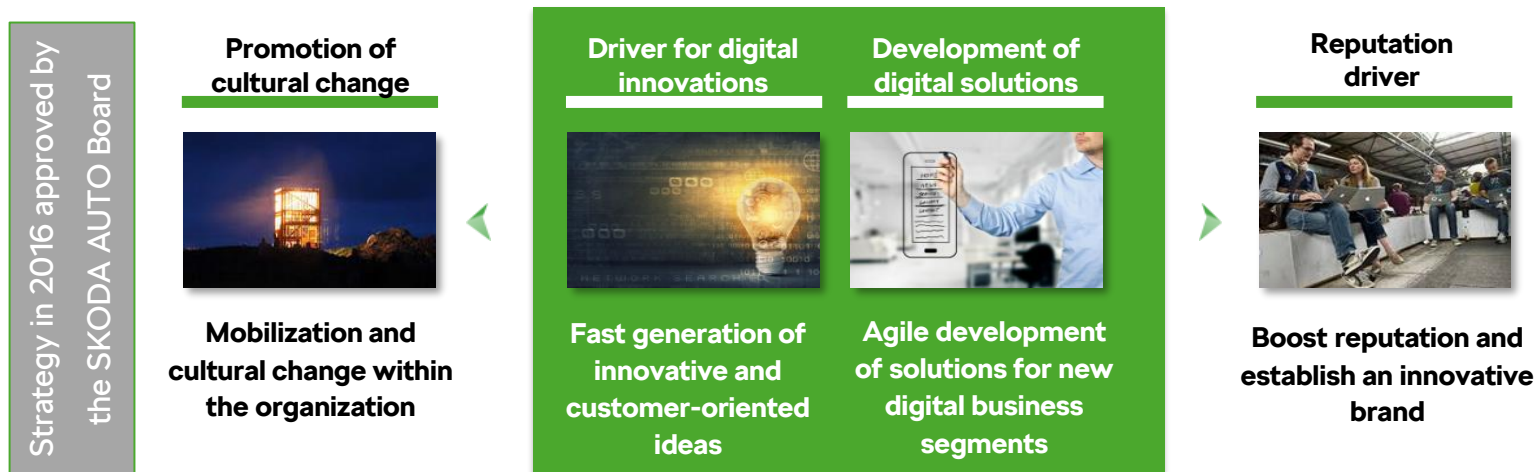 Strategy in 2016 approved by
the SKODA AUTO Board
Promotion of
cultural change
Mobilization and
cultural change within
the organization
Driver for digital
innovations
Fast generation of
innovative and
customer-oriented
ideas
Development of
digital solutions
Agile development
of solutions for new
digital business
segments
Reputation
driver
Boost reputation and
establish an innovative
brand